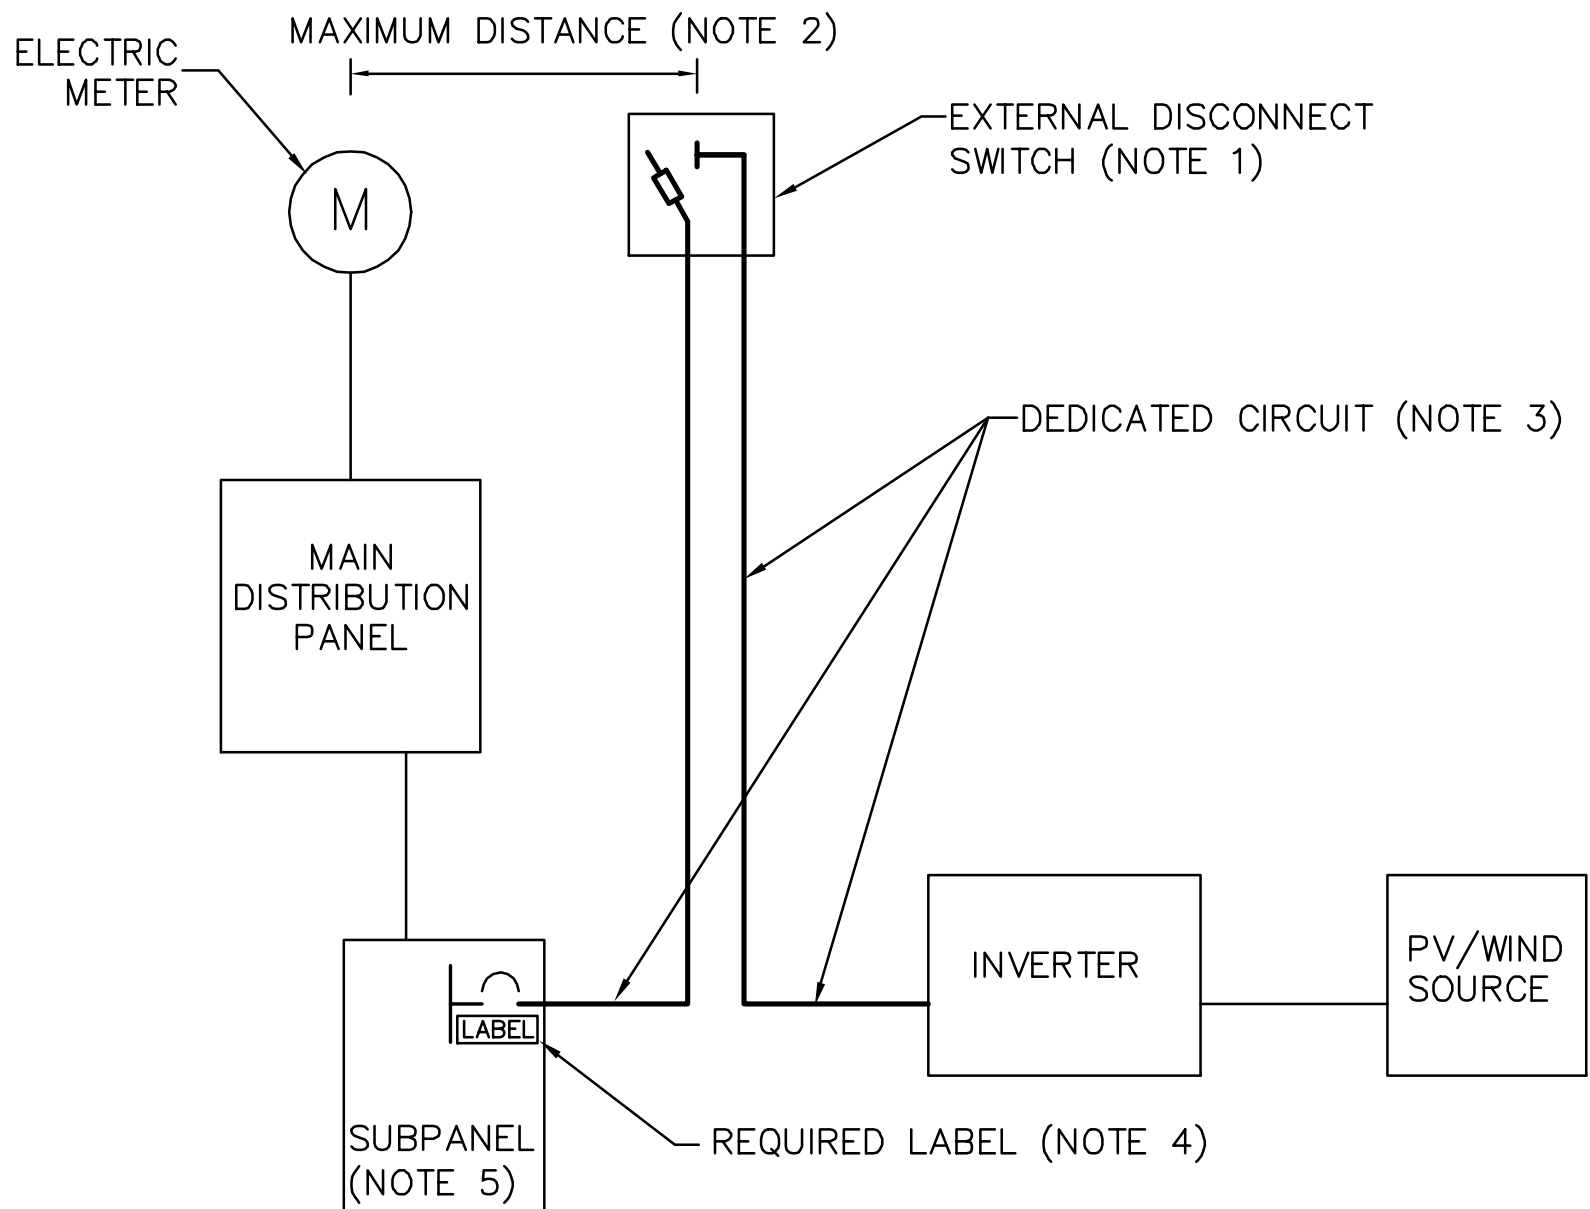 MAXIMUM DISTANCE (NOTE 2)
ELECTRIC
METER
EXTERNAL DISCONNECT
SWITCH (NOTE 1)
M
DEDICATED CIRCUIT (NOTE 3)
MAIN
DISTRIBUTION
PANEL
INVERTER
PV/WIND
SOURCE
LABEL
SUBPANEL
(NOTE 5)
REQUIRED LABEL (NOTE 4)